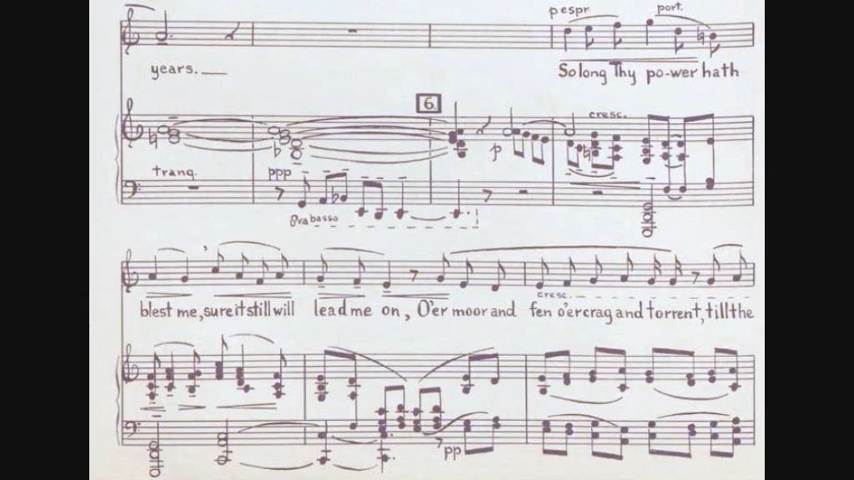 p espr. port.
years. So long Thy po-wer hath
6.
cresc.
p
tranq. ppp
8va basso
blest me, sure it still will lead me on, O'er moor and fen o'er crag and torrent, till the
cresc.
pp